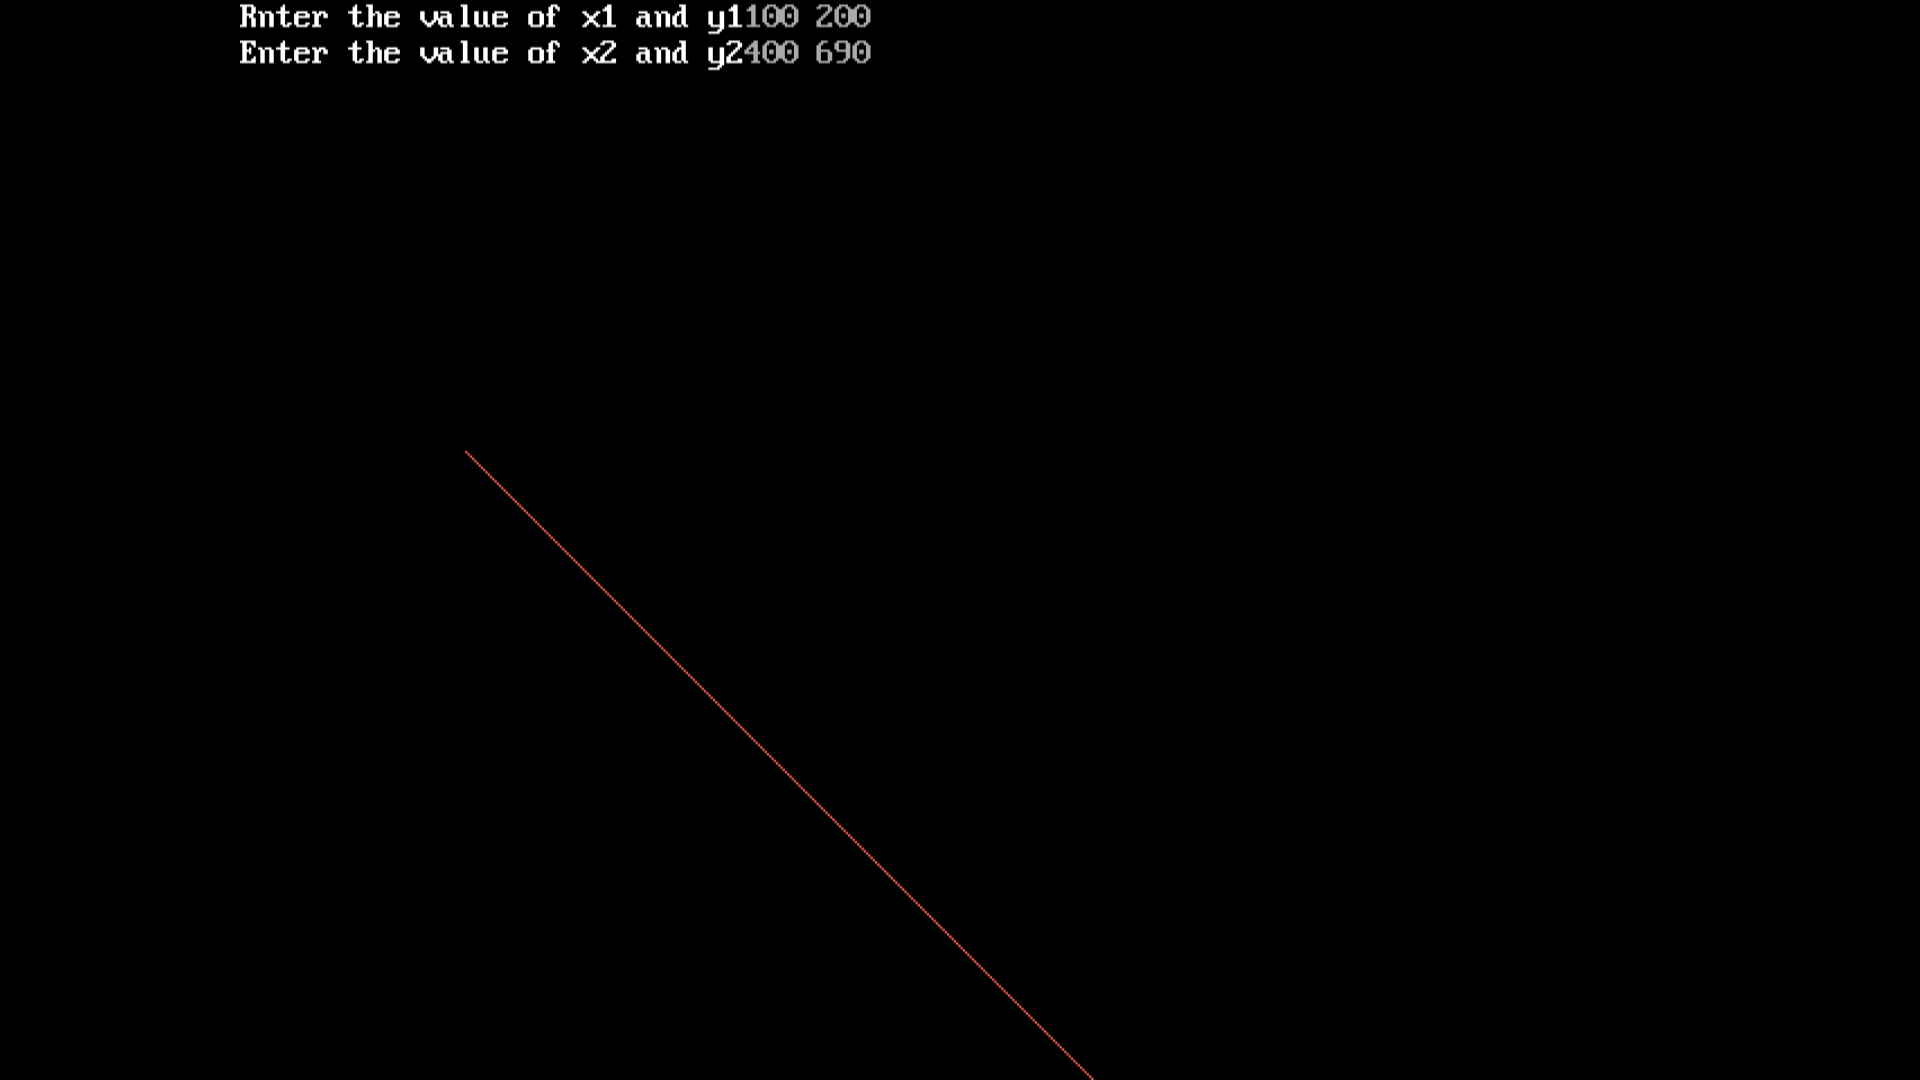 Rnter the value of x1 and y1100 200
Enter the value of x2 and y2400 690